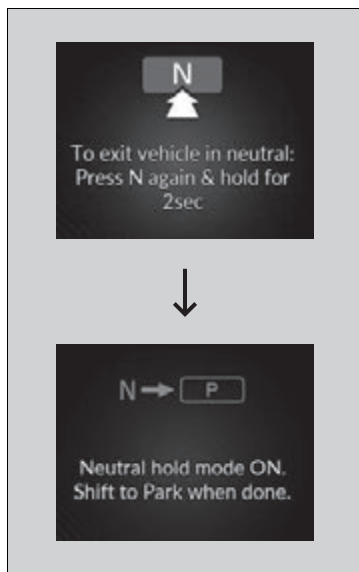 N
To exit vehicle in neutral:
Press N again & hold for
2sec
N P
Neutral hold mode ON.
Shift to Park when done.